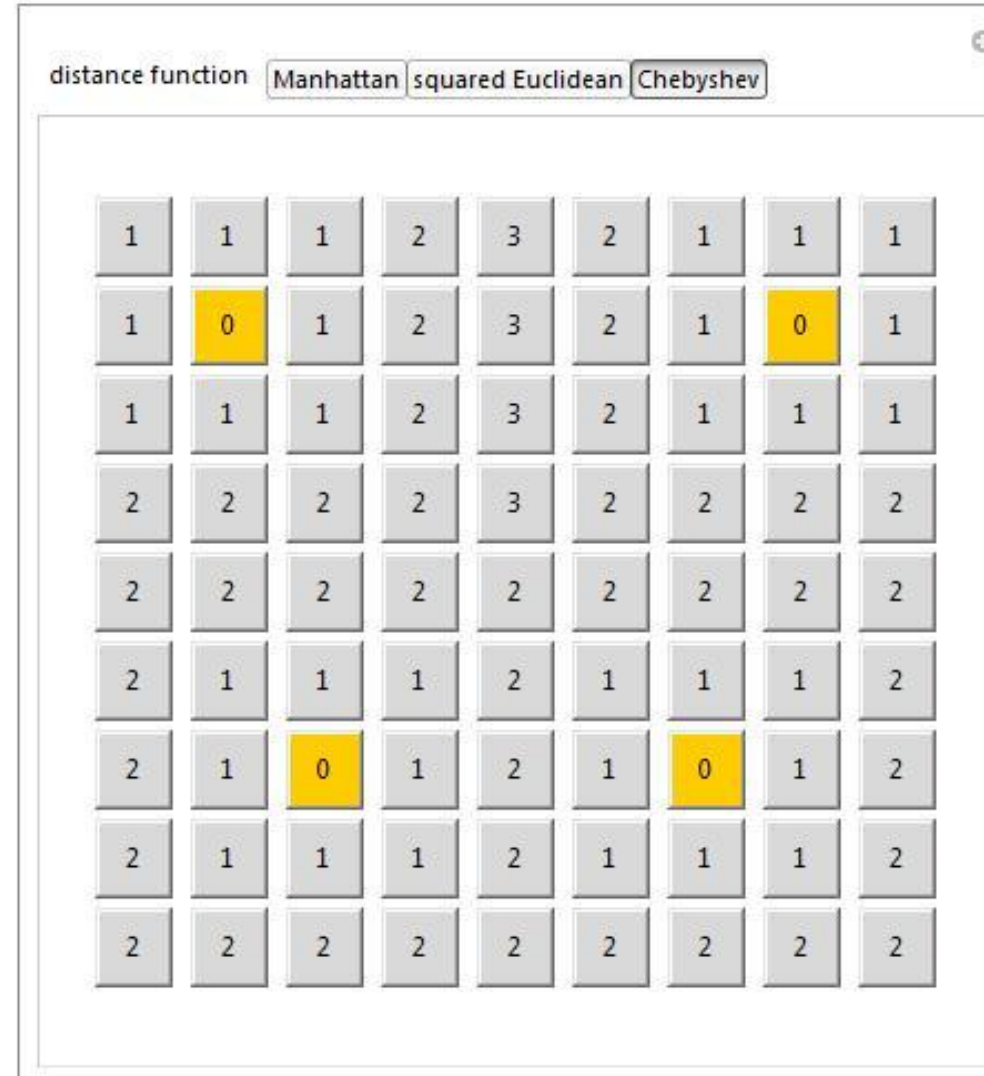 distance function Manhattan squared Euclidean Chebyshev
1 1 1 2 3 2 1 1 1
1 0 1 2 3 2 1 0 1
1 1 1 2 3 2 1 1 1
2 2 2 2 3 2 2 2 2
2 2 2 2 2 2 2 2 2
2 1 1 1 2 1 1 1 2
2 1 0 1 2 1 0 1 2
2 1 1 1 2 1 1 1 2
2 2 2 2 2 2 2 2 2